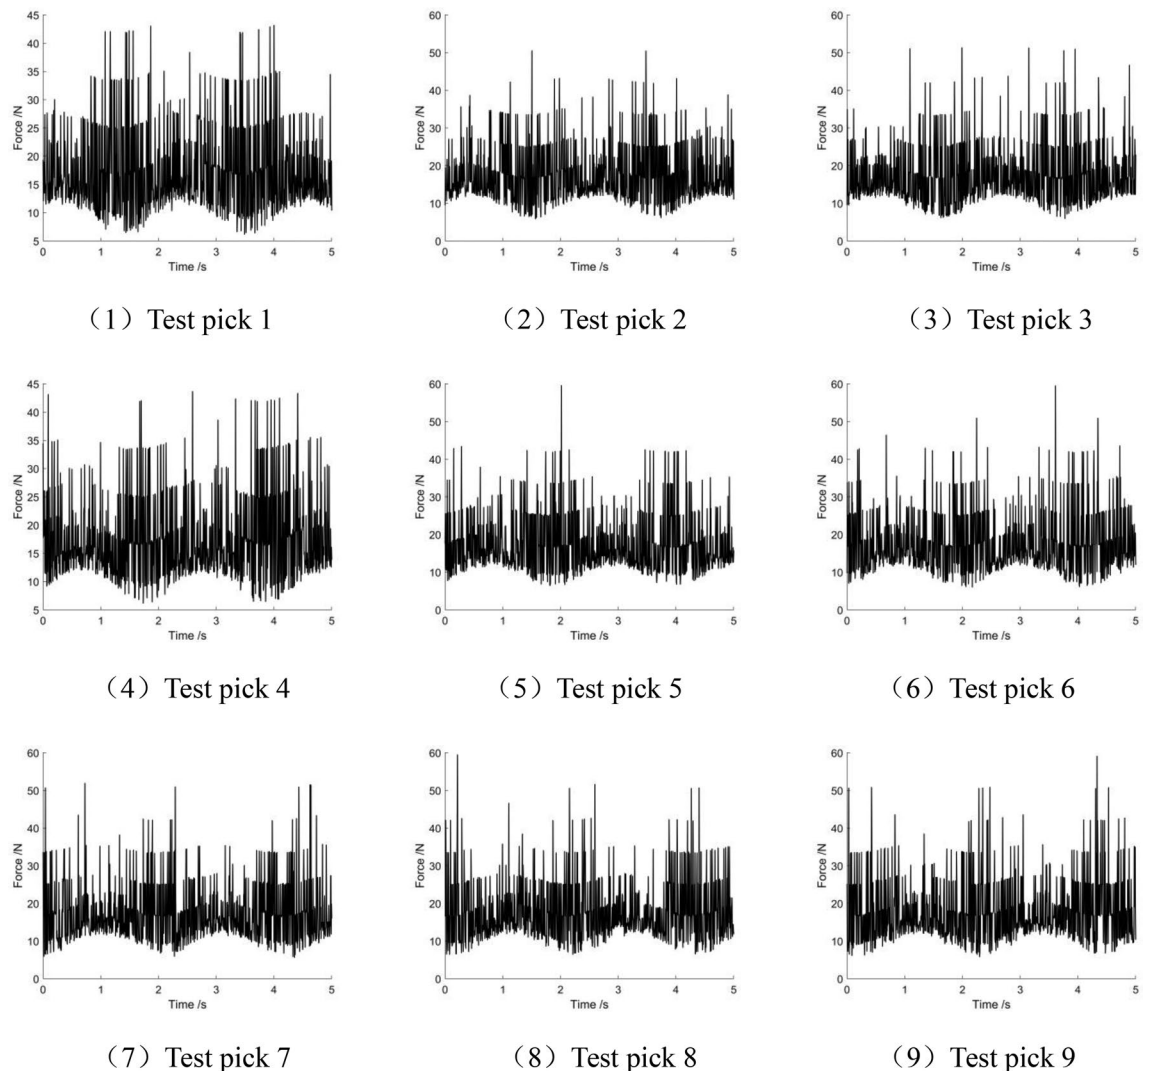 45
40
35
30
25
20
15
10
5
Force /N
0 1 2 3 4 5
Time /s
（1）Test pick 1
60
50
40
30
20
10
0
Force /N
0 1 2 3 4 5
Time /s
（2）Test pick 2
60
50
40
30
20
10
0
Force /N
0 1 2 3 4 5
Time /s
（3）Test pick 3
45
40
35
30
25
20
15
10
5
Force /N
0 1 2 3 4 5
Time /s
（4）Test pick 4
60
50
40
30
20
10
0
Force /N
0 1 2 3 4 5
Time /s
（5）Test pick 5
60
50
40
30
20
10
0
Force /N
0 1 2 3 4 5
Time /s
（6）Test pick 6
60
50
40
30
20
10
0
Force /N
0 1 2 3 4 5
Time /s
（7）Test pick 7
60
50
40
30
20
10
0
Force /N
0 1 2 3 4 5
Time /s
（8）Test pick 8
60
50
40
30
20
10
0
Force /N
0 1 2 3 4 5
Time /s
（9）Test pick 9